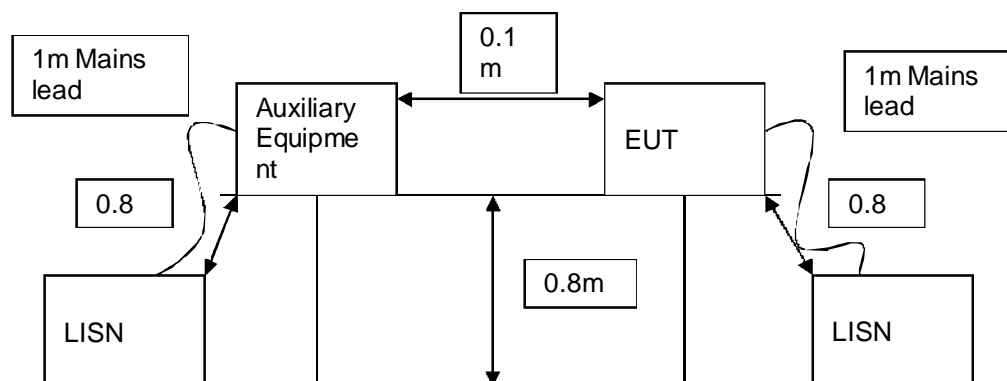 1m Mains
lead
0.1
m
1m Mains
lead
Auxiliary
Equipme
nt
EUT
0.8
0.8
0.8m
LISN
LISN